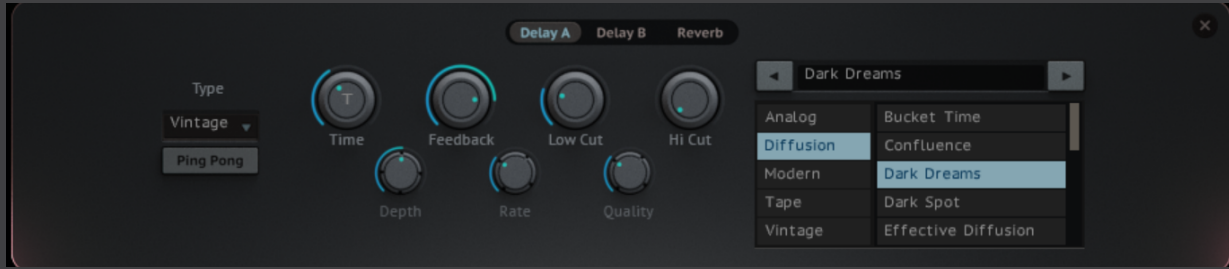 Delay A Delay B Reverb
Type
Vintage
Ping Pong
T
Time Feedback Low Cut Hi Cut
Depth Rate Quality
Dark Dreams
Analog Bucket Time
Diffusion Confluence
Modern Dark Dreams
Tape Dark Spot
Vintage Effective Diffusion